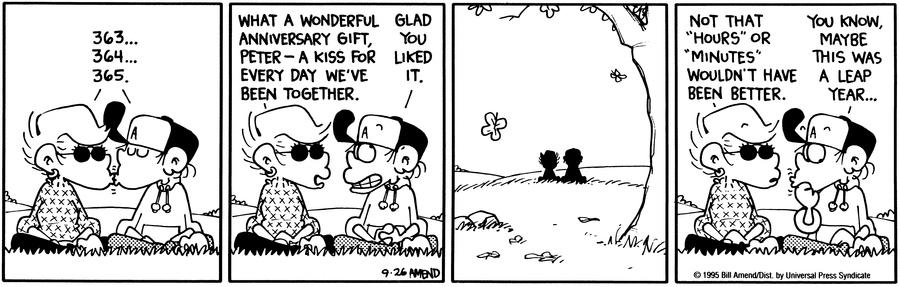 363...
364...
365.
A
WHAT A WONDERFUL
ANNIVERSARY GIFT,
PETER — A KISS FOR
EVERY DAY WE'VE
BEEN TOGETHER.
GLAD
YOU
LIKED
IT.
A
9·26 AMEND
NOT THAT
"HOURS" OR
"MINUTES"
WOULDN'T HAVE
BEEN BETTER.
YOU KNOW,
MAYBE
THIS WAS
A LEAP
YEAR...
A
© 1995 Bill Amend/Dist. by Universal Press Syndicate